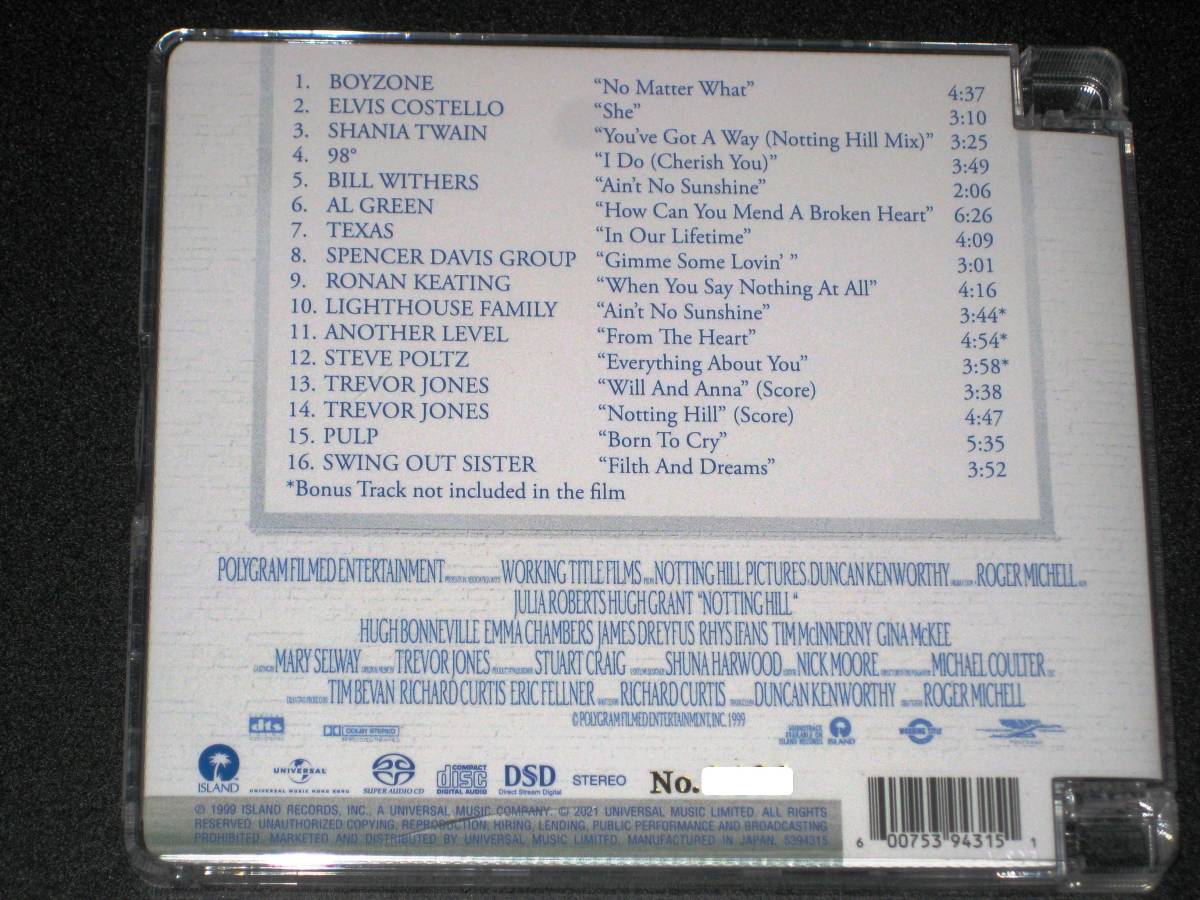 1. BOYZONE “No Matter What” 4:37
2. ELVIS COSTELLO “She” 3:10
3. SHANIA TWAIN “You’ve Got A Way (Notting Hill Mix)” 3:25
4. 98° “I Do (Cherish You)” 3:49
5. BILL WITHERS “Ain’t No Sunshine” 2:06
6. AL GREEN “How Can You Mend A Broken Heart” 6:26
7. TEXAS “In Our Lifetime” 4:09
8. SPENCER DAVIS GROUP “Gimme Some Lovin’ ” 3:01
9. RONAN KEATING “When You Say Nothing At All” 4:16
10. LIGHTHOUSE FAMILY “Ain’t No Sunshine” 3:44*
11. ANOTHER LEVEL “From The Heart” 4:54*
12. STEVE POLTZ “Everything About You” 3:58*
13. TREVOR JONES “Will And Anna” (Score) 3:38
14. TREVOR JONES “Notting Hill” (Score) 4:47
15. PULP “Born To Cry” 5:35
16. SWING OUT SISTER “Filth And Dreams” 3:52
*Bonus Track not included in the film
POLYGRAM FILMED ENTERTAINMENT WORKING TITLE FILMS NOTTING HILL PICTURES DUNCAN KENWORTHY ROGER MICHELL
JULIA ROBERTS HUGH GRANT "NOTTING HILL"
HUGH BONNEVILLE EMMA CHAMBERS JAMES DREYFUS RHYS IFANS TIM McINNERNY GINA McKEE
MARY SELWAY TREVOR JONES STUART CRAIG SHUNA HARWOOD NICK MOORE MICHAEL COULTER
TIM BEVAN RICHARD CURTIS ERIC FELLNER RICHARD CURTIS DUNCAN KENWORTHY ROGER MICHELL
© POLYGRAM FILMED ENTERTAINMENT, INC. 1999
dts DOLBY STEREO SOUNDTRACK AVAILABLE ON ISLAND RECORDS ISLAND WORKING TITLE
ISLAND UNIVERSAL UNIVERSAL MUSIC HONG KONG SUPER AUDIO CD COMPACT disc DIGITAL AUDIO DSD Direct Stream Digital STEREO No.
℗ 1999 ISLAND RECORDS, INC., A UNIVERSAL MUSIC COMPANY. © 2021 UNIVERSAL MUSIC LIMITED. ALL RIGHTS
RESERVED. UNAUTHORIZED COPYING, REPRODUCTION, HIRING, LENDING, PUBLIC PERFORMANCE AND BROADCASTING
PROHIBITED. MARKETED AND DISTRIBUTED BY UNIVERSAL MUSIC LIMITED. MANUFACTURED IN JAPAN. 5394315
6 00753 94315 1